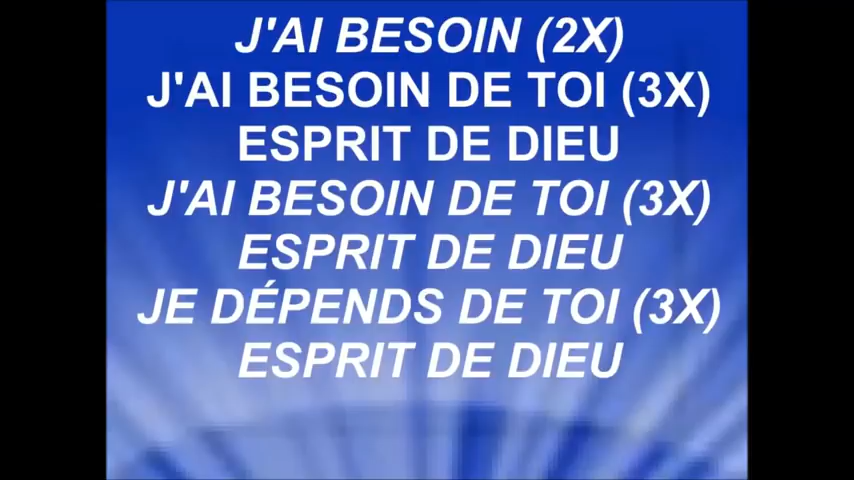 J'AI BESOIN (2X)
J'AI BESOIN DE TOI (3X)
ESPRIT DE DIEU
J'AI BESOIN DE TOI (3X)
ESPRIT DE DIEU
JE DÉPENDS DE TOI (3X)
ESPRIT DE DIEU